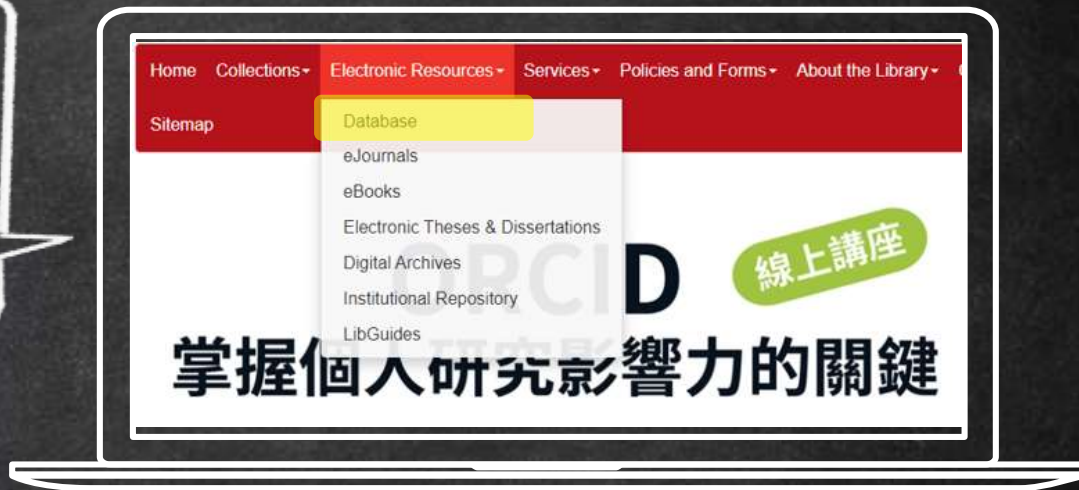 Home Collections Electronic Resources Services Policies and Forms About the Library
Sitemap
Database
eJournals
eBooks
Electronic Theses & Dissertations
Digital Archives
Institutional Repository
LibGuides
ORCID
線上講座
掌握個人研究影響力的關鍵